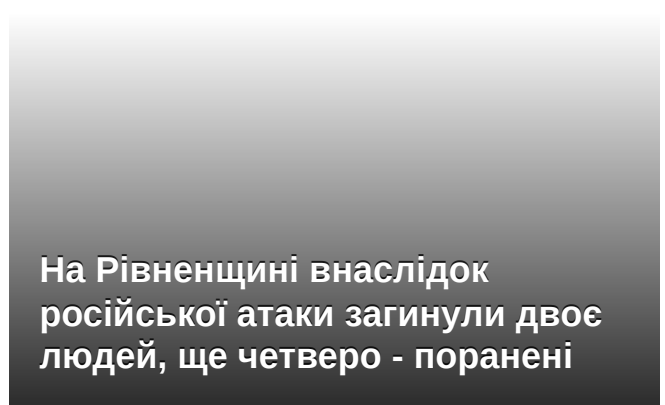 На Рівненщині внаслідок
російської атаки загинули двоє
людей, ще четверо - поранені